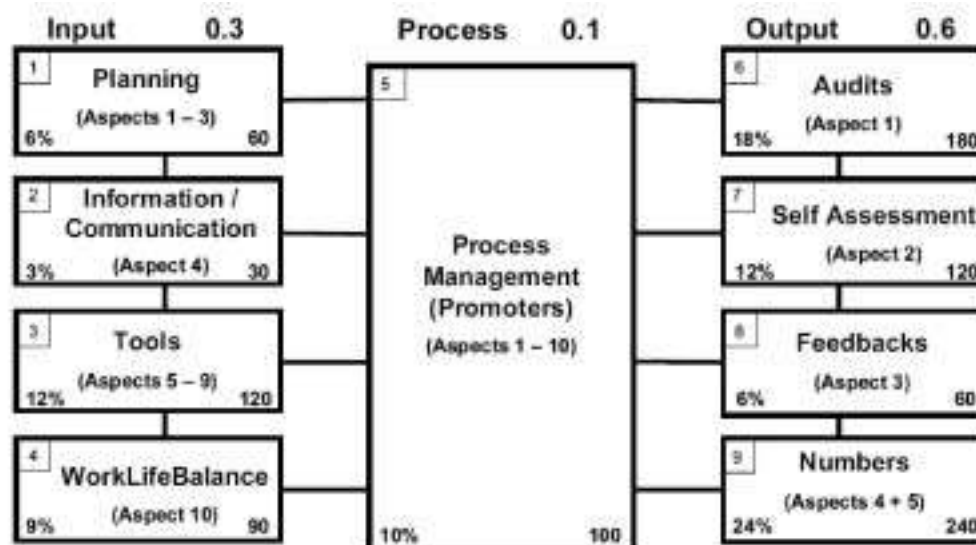 Input 0.3
1
Planning
(Aspects 1 – 3)
6% 60
2
Information /
Communication
(Aspect 4)
3% 30
3
Tools
(Aspects 5 – 9)
12% 120
4
WorkLifeBalance
(Aspect 10)
9% 90
Process 0.1
5
Process
Management
(Promoters)
(Aspects 1 – 10)
10% 100
Output 0.6
6
Audits
(Aspect 1)
18% 180
7
Self Assessment
(Aspect 2)
12% 120
8
Feedbacks
(Aspect 3)
6% 60
9
Numbers
(Aspects 4 + 5)
24% 240